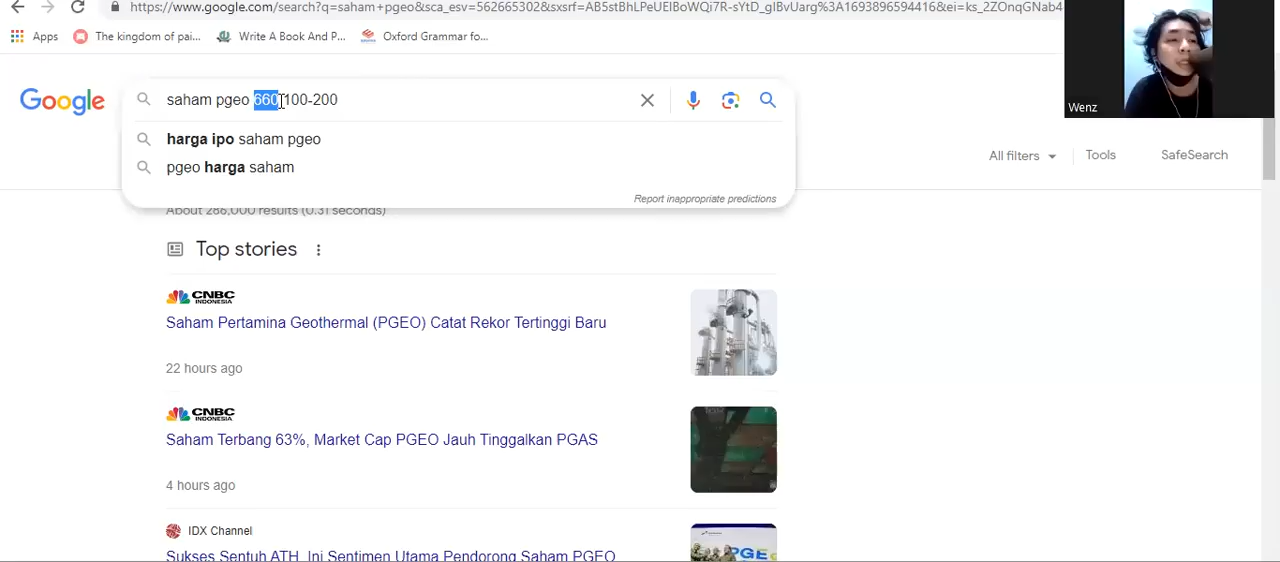 https://www.google.com/search?q=saham+pgeo&sca_esv=562665302&sxsrf=AB5stBhLPeUElBoWQi7R-sYtD_glBvUarg%3A1693896594416&ei=ks_2ZOnqGNab4
Apps
The kingdom of pai...
Write A Book And P...
Oxford Grammar fo...
Wenz
Google
saham pgeo 660 100-200
harga ipo saham pgeo
pgeo harga saham
Report inappropriate predictions
All filters
Tools
SafeSearch
About 286,000 results (0.31 seconds)
Top stories
CNBC INDONESIA
Saham Pertamina Geothermal (PGEO) Catat Rekor Tertinggi Baru
22 hours ago
CNBC INDONESIA
Saham Terbang 63%, Market Cap PGEO Jauh Tinggalkan PGAS
4 hours ago
IDX Channel
Sukses Sentuh ATH, Ini Sentimen Utama Pendorong Saham PGEO
PGE